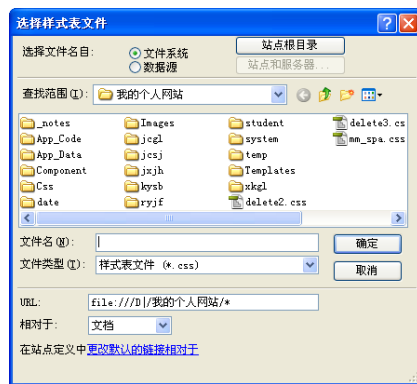 选择样式表文件
选择文件名自: 文件系统 站点根目录
数据源 站点和服务器...
查找范围(I): 我的个人网站
_notes Images student delete3.cs
App_Code jcgl system mm_spa.css
App_Data jcsj temp
Component jxjh Templates
Css kysb xkgl
date ryjf delete2.css
文件名(N): 确定
文件类型(T): 样式表文件 (*.css) 取消
URL: file:///D|/我的个人网站/*
相对于: 文档
在站点定义中更改默认的链接相对于